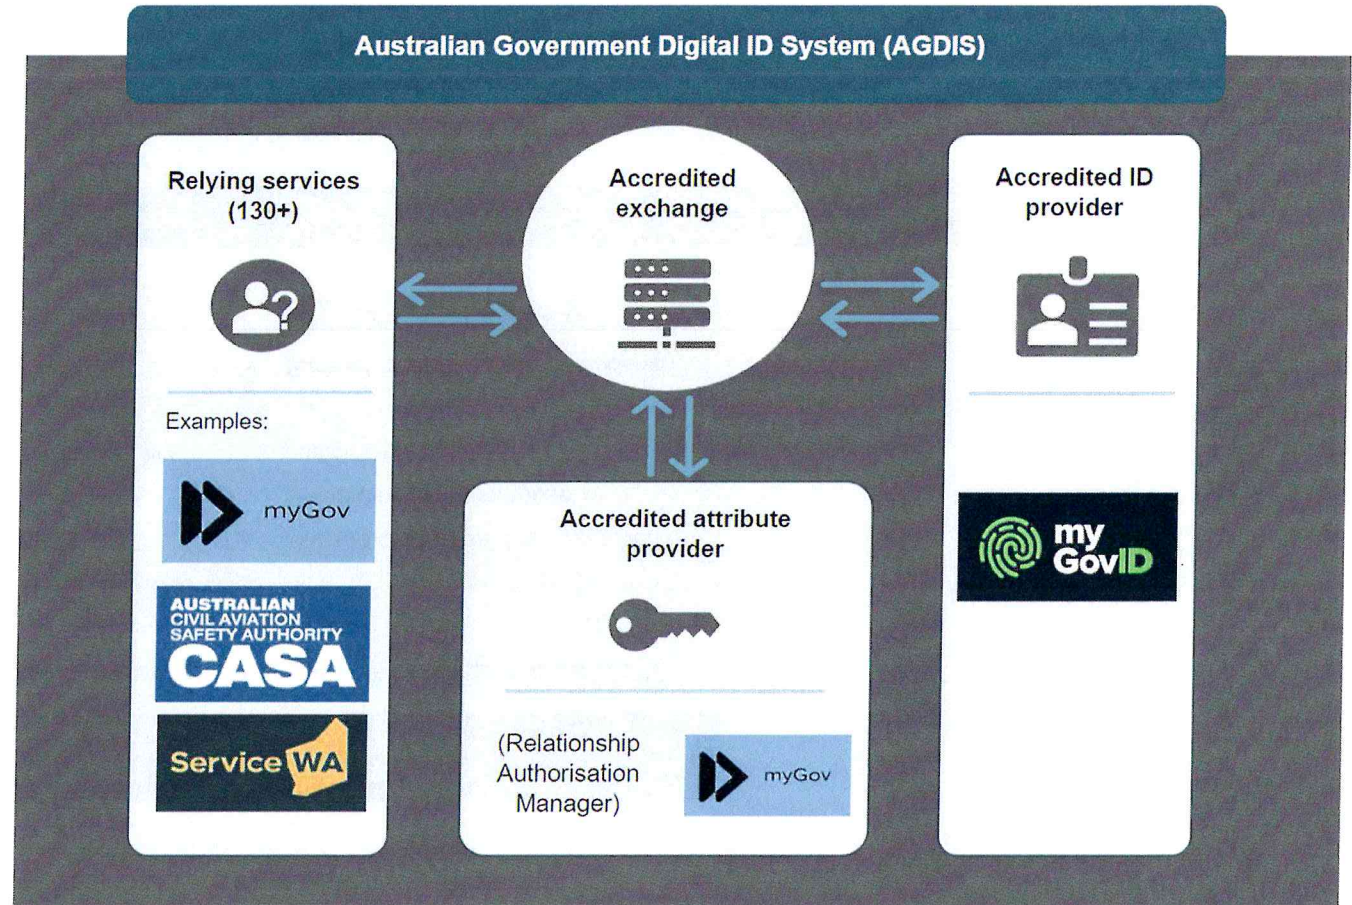 Australian Government Digital ID System (AGDIS)
Relying services
(130+)
Examples:
myGov
AUSTRALIAN
CIVIL AVIATION
SAFETY AUTHORITY
CASA
Service WA
Accredited
exchange
Accredited attribute
provider
(Relationship
Authorisation
Manager)
myGov
Accredited ID
provider
my
GovID